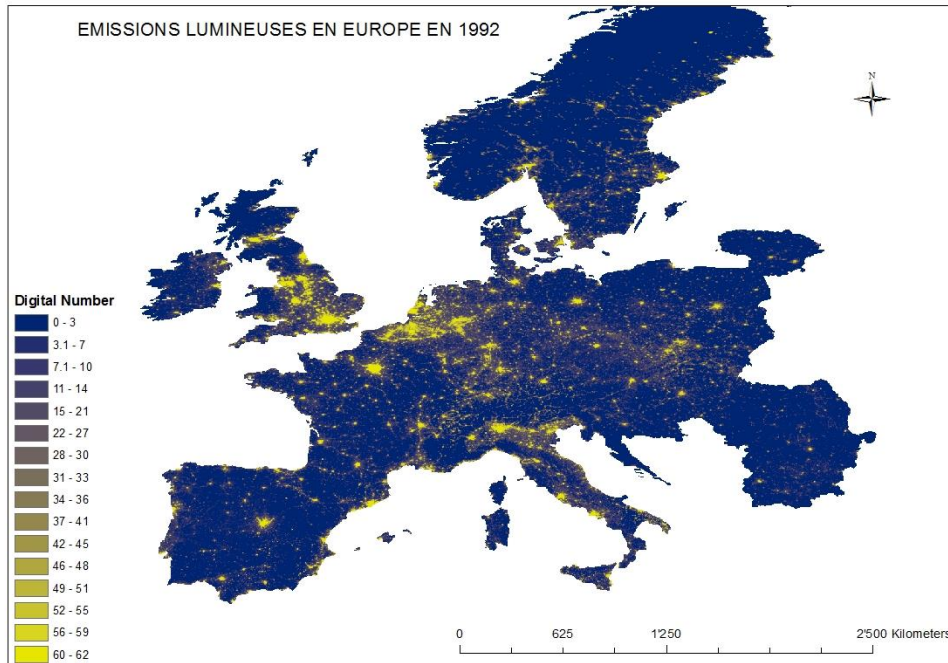 EMISSIONS LUMINEUSES EN EUROPE EN 1992
N
Digital Number
0 - 3
3.1 - 7
7.1 - 10
11 - 14
15 - 21
22 - 27
28 - 30
31 - 33
34 - 36
37 - 41
42 - 45
46 - 48
49 - 51
52 - 55
56 - 59
60 - 62
0 625 1'250 2'500 Kilometers